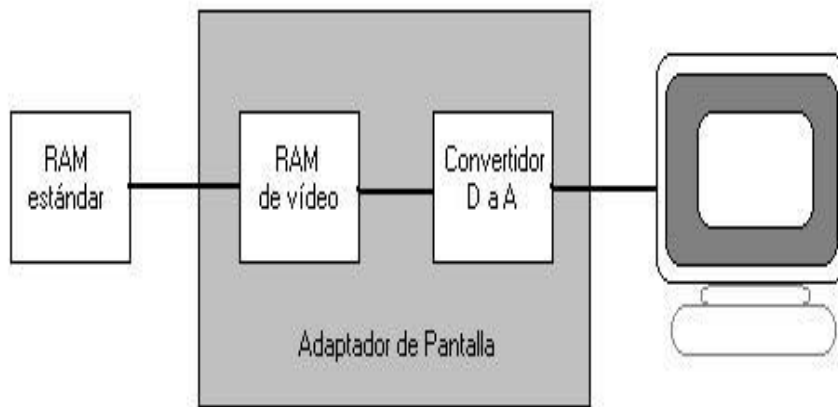 RAM
estándar
RAM
de vídeo
Convertidor
D a A
Adaptador de Pantalla